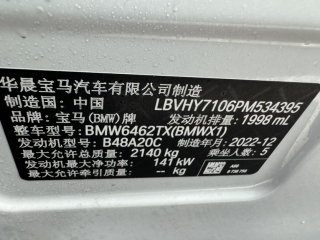 华晨宝马汽车有限公司制造
制造国：中国 LBVHY7106PM534395
品牌：宝马(BMW)牌 发动机排量：1998 mL
整车型号：BMW6462TX(BMWX1)
发动机型号：B48A20C 制造年月：2022-12
最大允许总质量：2140 kg 乘坐人数：5
发动机最大净功率：141 kW
最大允许牵引质量：-- kg